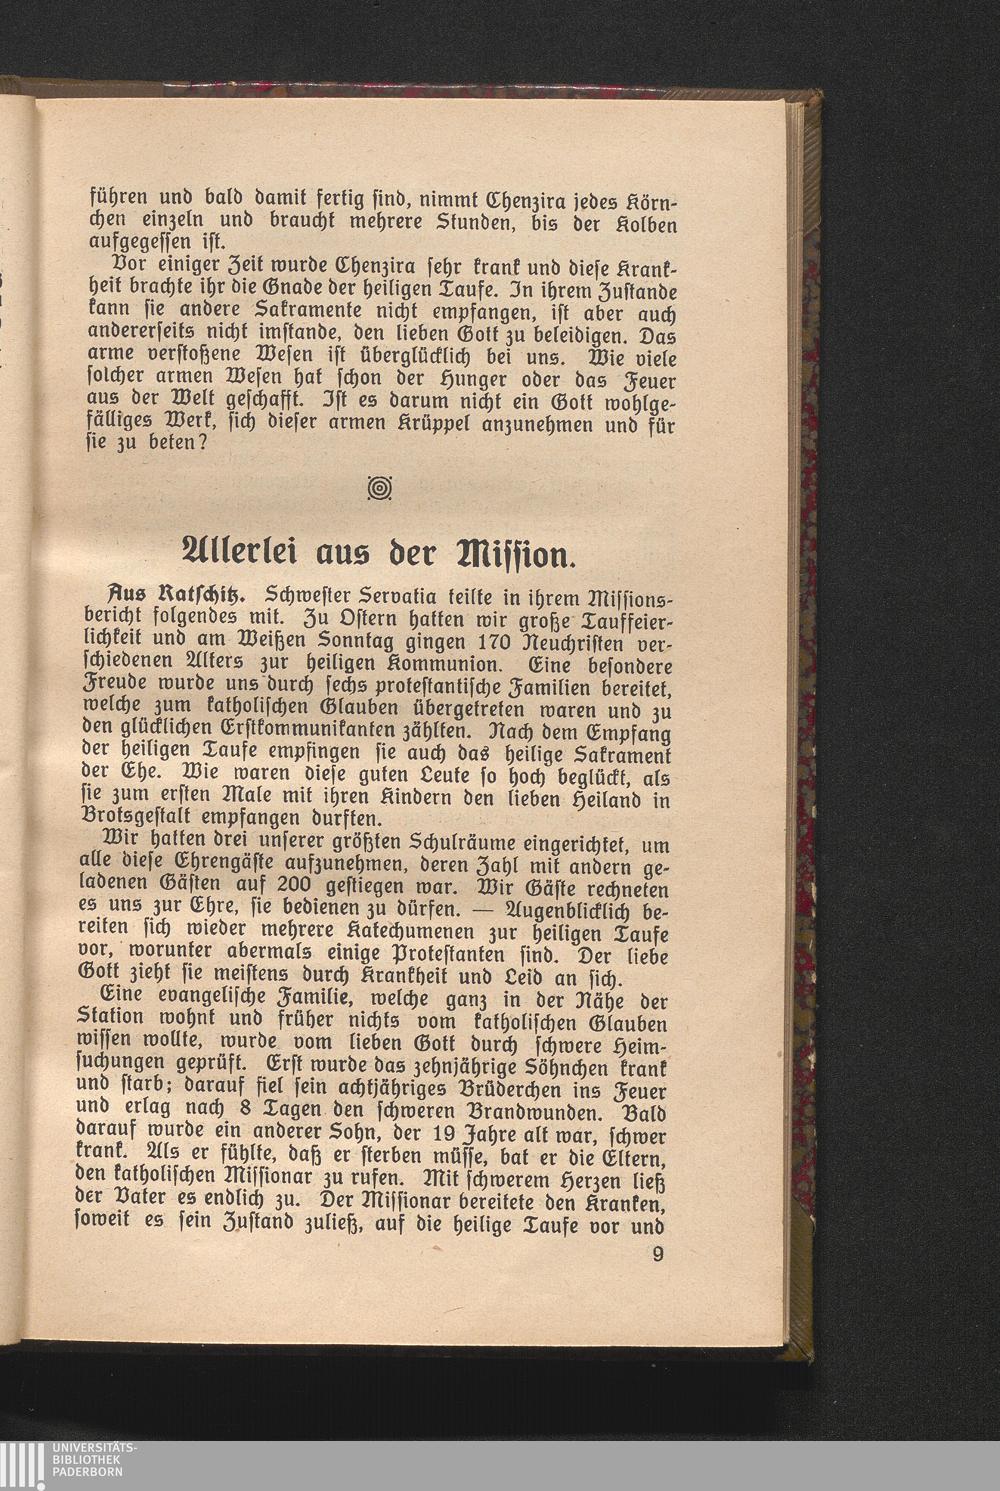 führen und bald damit fertig sind, nimmt Chenzira jedes Körn-
chen einzeln und braucht mehrere Stunden, bis der Kolben
aufgegessen ist.
Vor einiger Zeit wurde Chenzira sehr krank und diese Krank-
heit brachte ihr die Gnade der heiligen Taufe. In ihrem Zustande
kann sie andere Sakramente nicht empfangen, ist aber auch
andererseits nicht imstande, den lieben Gott zu beleidigen. Das
arme verstoßene Wesen ist überglücklich bei uns. Wie viele
solcher armen Wesen hat schon der Hunger oder das Feuer
aus der Welt geschafft. Ist es darum nicht ein Gott wohlge-
fälliges Werk, sich dieser armen Krüppel anzunehmen und für
sie zu beten?
Allerlei aus der Mission.
Aus Ratschitz. Schwester Servatia teilte in ihrem Missions-
bericht folgendes mit. Zu Ostern hatten wir große Tauffeier-
lichkeit und am Weißen Sonntag gingen 170 Neuchristen ver-
schiedenen Alters zur heiligen Kommunion. Eine besondere
Freude wurde uns durch sechs protestantische Familien bereitet,
welche zum katholischen Glauben übergetreten waren und zu
den glücklichen Erstkommunikanten zählten. Nach dem Empfang
der heiligen Taufe empfingen sie auch das heilige Sakrament
der Ehe. Wie waren diese guten Leute so hoch beglückt, als
sie zum ersten Male mit ihren Kindern den lieben Heiland in
Brotsgestalt empfangen durften.
Wir hatten drei unserer größten Schulräume eingerichtet, um
alle diese Ehrengäste aufzunehmen, deren Zahl mit andern ge-
ladenen Gästen auf 200 gestiegen war. Wir Gäste rechneten
es uns zur Ehre, sie bedienen zu dürfen. — Augenblicklich be-
reiten sich wieder mehrere Katechumenen zur heiligen Taufe
vor, worunter abermals einige Protestanten sind. Der liebe
Gott zieht sie meistens durch Krankheit und Leid an sich.
Eine evangelische Familie, welche ganz in der Nähe der
Station wohnt und früher nichts vom katholischen Glauben
wissen wollte, wurde vom lieben Gott durch schwere Heim-
suchungen geprüft. Erst wurde das zehnjährige Söhnchen krank
und starb; darauf fiel sein achtjähriges Brüderchen ins Feuer
und erlag nach 8 Tagen den schweren Brandwunden. Bald
darauf wurde ein anderer Sohn, der 19 Jahre alt war, schwer
krank. Als er fühlte, daß er sterben müsse, bat er die Eltern,
den katholischen Missionar zu rufen. Mit schwerem Herzen ließ
der Vater es endlich zu. Der Missionar bereitete den Kranken,
soweit es sein Zustand zuließ, auf die heilige Taufe vor und
9
UNIVERSITÄTS-
BIBLIOTHEK
PADERBORN